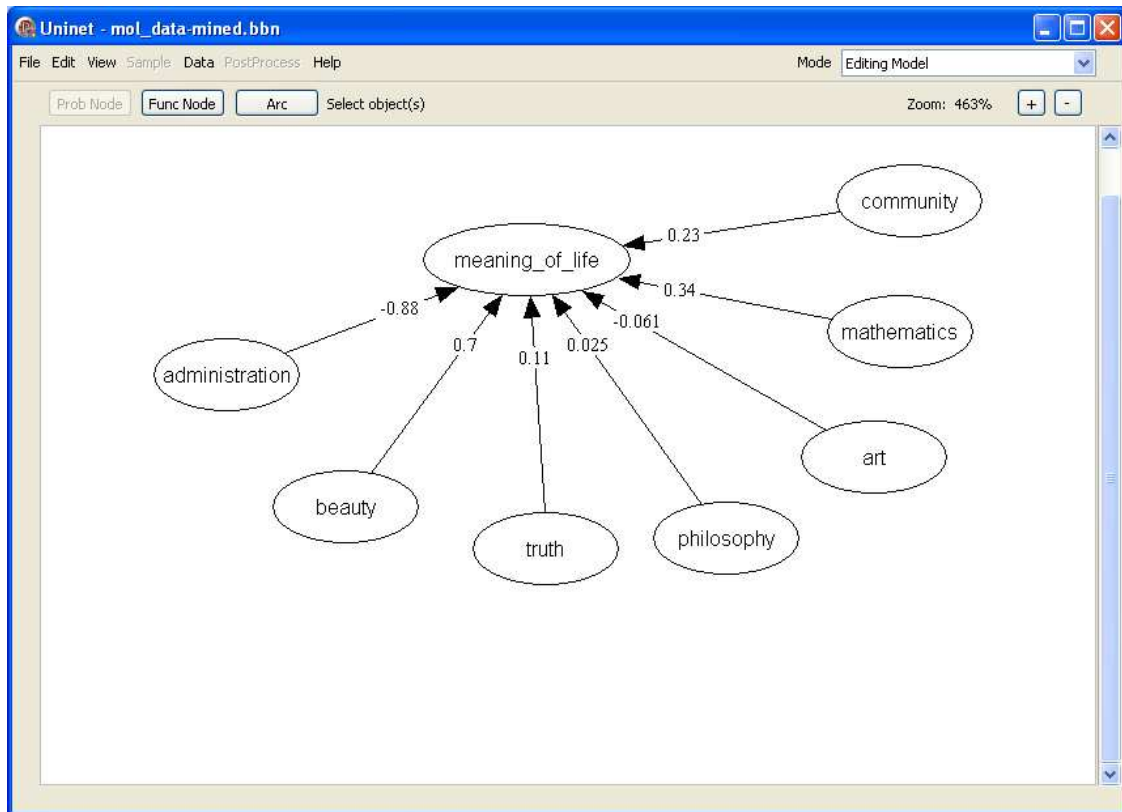 Uninet - mol_data-mined.bbn
File Edit View Sample Data PostProcess Help Mode Editing Model
Prob Node Func Node Arc Select object(s) Zoom: 463% + -
community
0.23
meaning_of_life
0.34
-0.88
-0.061
mathematics
0.7
0.11
0.025
administration
art
beauty
truth
philosophy